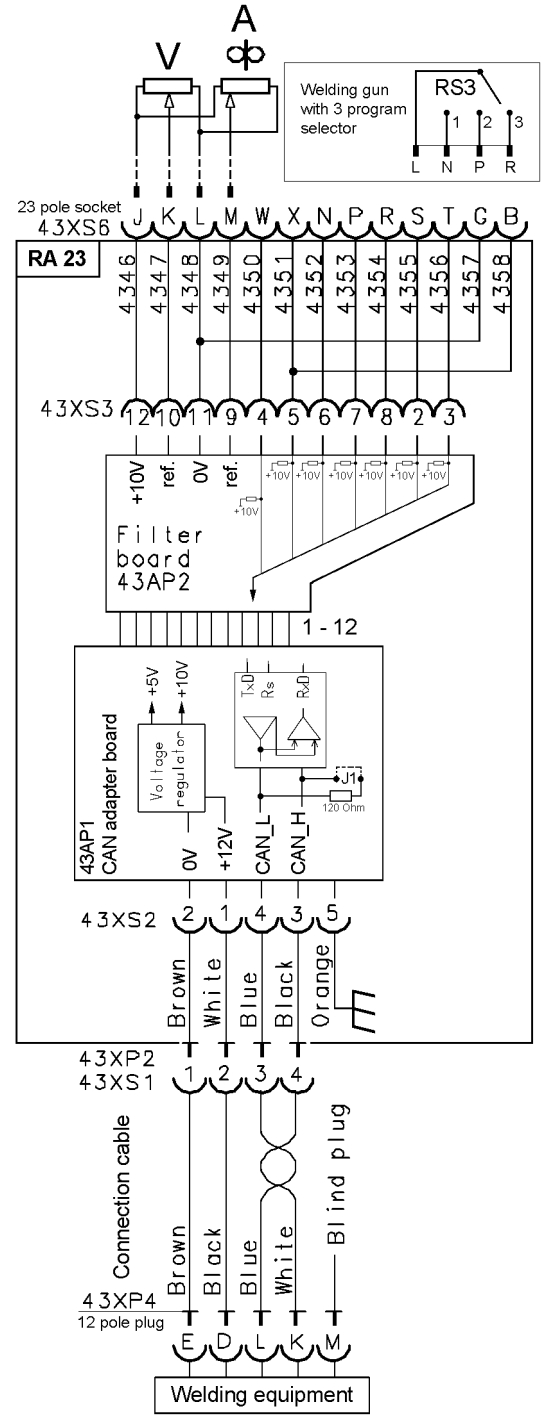 A
V
Welding gun
with 3 program
selector
RS3
1 2 3
L N P R
23 pole socket
43XS6
J K L M W X N P R S T G B
RA 23
4346 4347 4348 4349 4350 4351 4352 4353 4354 4355 4356 4357 4358
43XS3
12 10 11 9 4 5 6 7 8 2 3
+10V ref. 0V ref.
+10V +10V +10V +10V +10V +10V
+10V
Filter
board
43AP2
1 - 12
+5V +10V
TxD Rs RxD
Voltage
regulator
J1
120 Ohm
43AP1
CAN adapter board
0V +12V CAN_L CAN_H
43XS2
2 1 4 3 5
Brown White Blue Black Orange
43XP2
43XS1
1 2 3 4
Connection cable
Brown Black Blue White Blind plug
43XP4
12 pole plug
E D L K M
Welding equipment